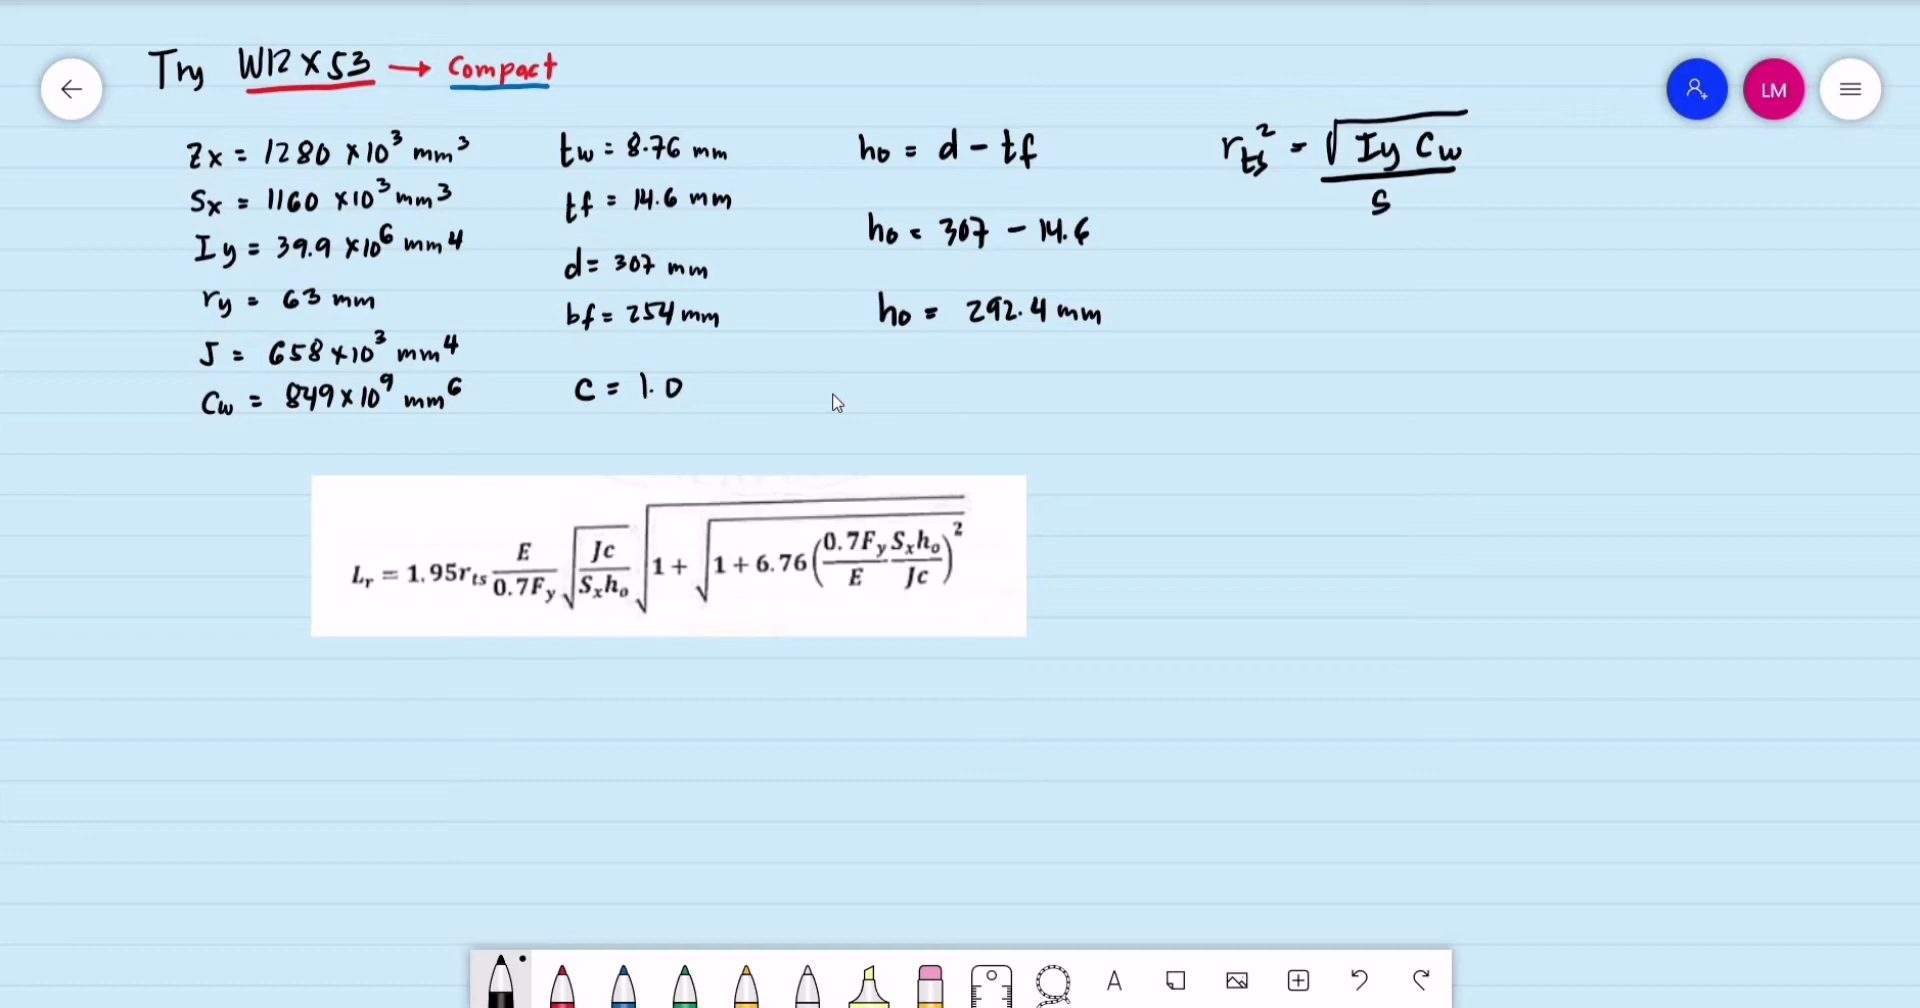 Try W12 X 53 → Compact
LM
Zx = 1280 x10³ mm³
Sx = 1160 x10³ mm³
Iy = 39.9 x10⁶ mm⁴
ry = 63 mm
J = 658 x10³ mm⁴
Cw = 849 x 10⁹ mm⁶
tw = 8.76 mm
tf = 14.6 mm
d = 307 mm
bf = 254 mm
c = 1.0
ho = d - tf
ho = 307 - 14.6
ho = 292.4 mm
rts² = √(Iy Cw) / S
Lr = 1.95rts E/0.7Fy √(Jc/Sxho) √(1 + √(1 + 6.76(0.7Fy/E Sxho/Jc)²))
A